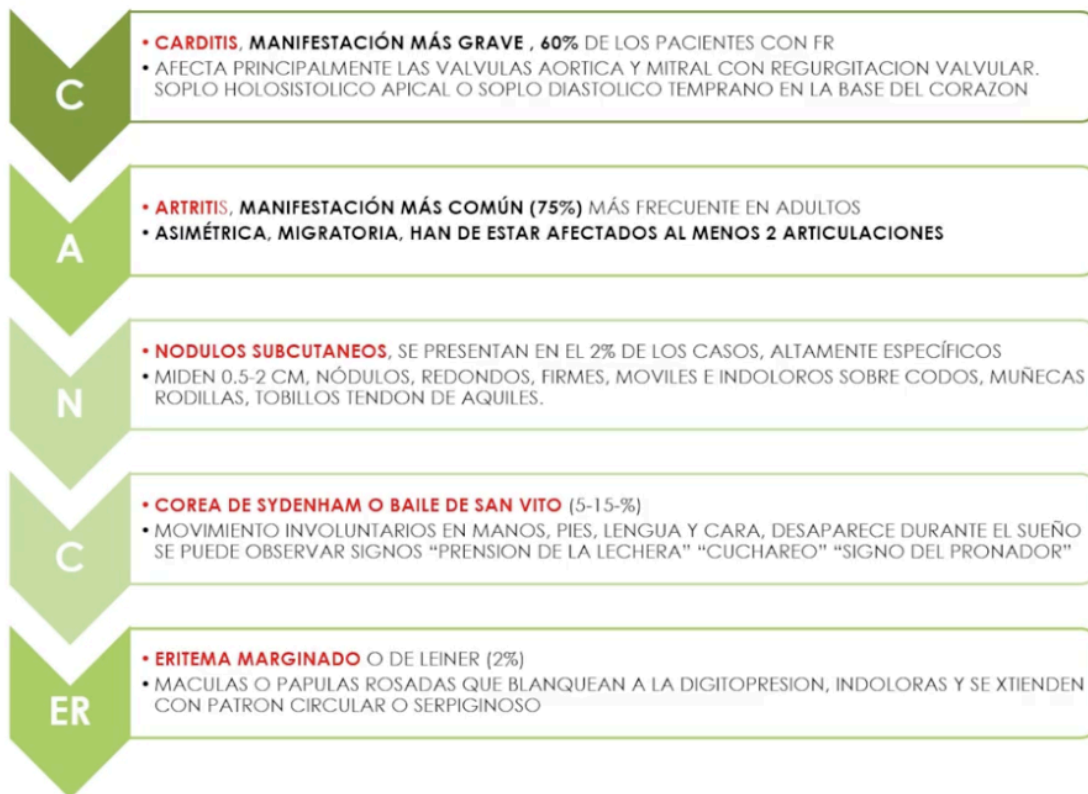 C
• CARDITIS, MANIFESTACIÓN MÁS GRAVE , 60% DE LOS PACIENTES CON FR
• AFECTA PRINCIPALMENTE LAS VALVULAS AORTICA Y MITRAL CON REGURGITACION VALVULAR.
SOPLO HOLOSISTOLICO APICAL O SOPLO DIASTOLICO TEMPRANO EN LA BASE DEL CORAZON
A
• ARTRITIS, MANIFESTACIÓN MÁS COMÚN (75%) MÁS FRECUENTE EN ADULTOS
• ASIMÉTRICA, MIGRATORIA, HAN DE ESTAR AFECTADOS AL MENOS 2 ARTICULACIONES
N
• NODULOS SUBCUTANEOS, SE PRESENTAN EN EL 2% DE LOS CASOS, ALTAMENTE ESPECÍFICOS
• MIDEN 0.5-2 CM, NÓDULOS, REDONDOS, FIRMES, MOVILES E INDOLOROS SOBRE CODOS, MUÑECAS
RODILLAS, TOBILLOS TENDON DE AQUILES.
C
• COREA DE SYDENHAM O BAILE DE SAN VITO (5-15-%)
• MOVIMIENTO INVOLUNTARIOS EN MANOS, PIES, LENGUA Y CARA, DESAPARECE DURANTE EL SUEÑO
SE PUEDE OBSERVAR SIGNOS “PRENSION DE LA LECHERA” “CUCHAREO” “SIGNO DEL PRONADOR”
ER
• ERITEMA MARGINADO O DE LEINER (2%)
• MACULAS O PAPULAS ROSADAS QUE BLANQUEAN A LA DIGITOPRESION, INDOLORAS Y SE XTIENDEN
CON PATRON CIRCULAR O SERPIGINOSO